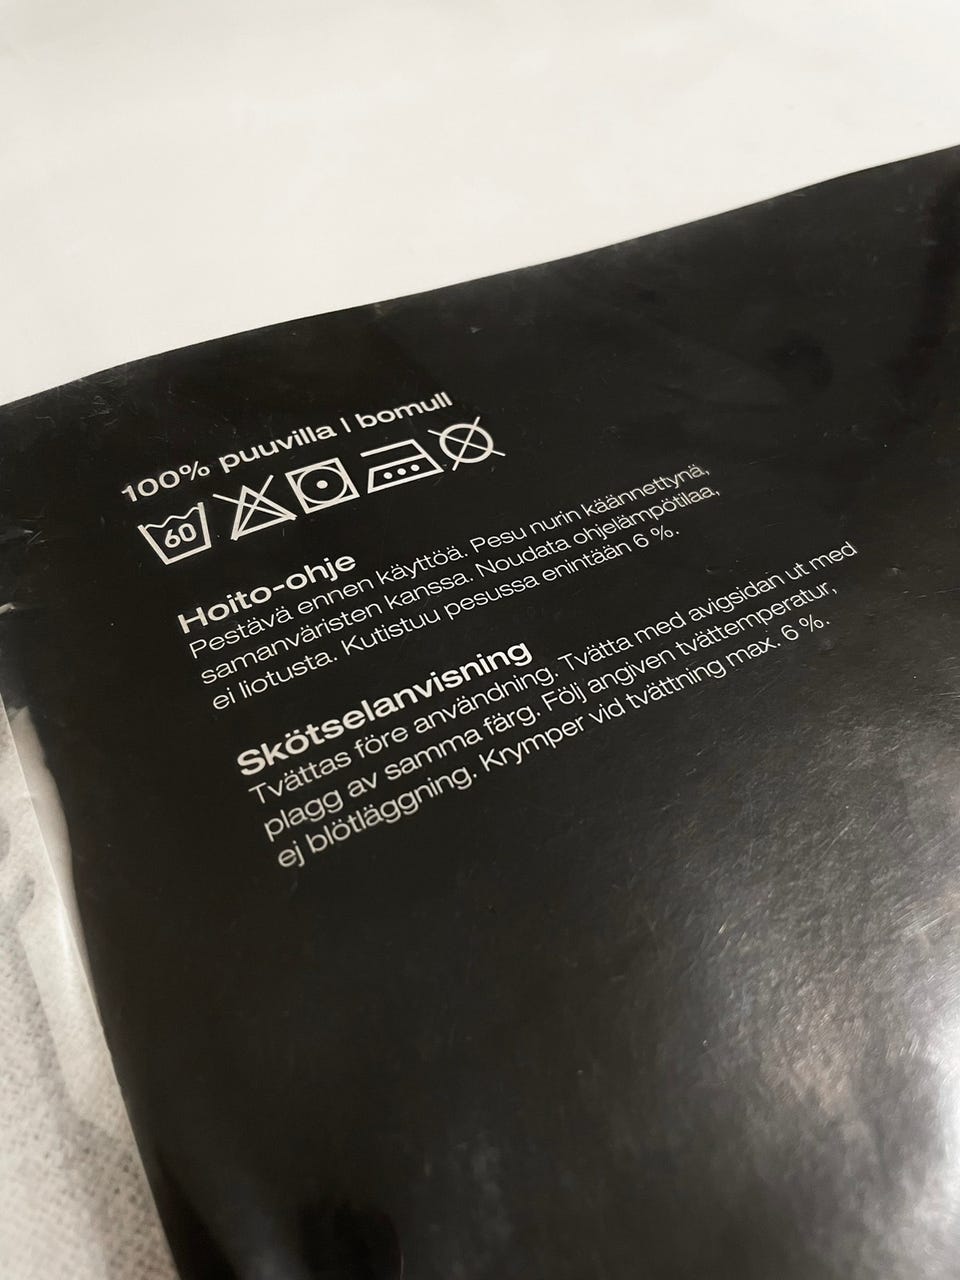 100% puuvilla | bomull
60
Hoito-ohje
Pestävä ennen käyttöä. Pesu nurin käännettynä,
samanväristen kanssa. Noudata ohjelämpötilaa,
ei liotusta. Kutistuu pesussa enintään 6 %.
Skötselanvisning
Tvättas före användning. Tvätta med avigsidan ut med
plagg av samma färg. Följ angiven tvättemperatur,
ej blötläggning. Krymper vid tvättning max. 6 %.